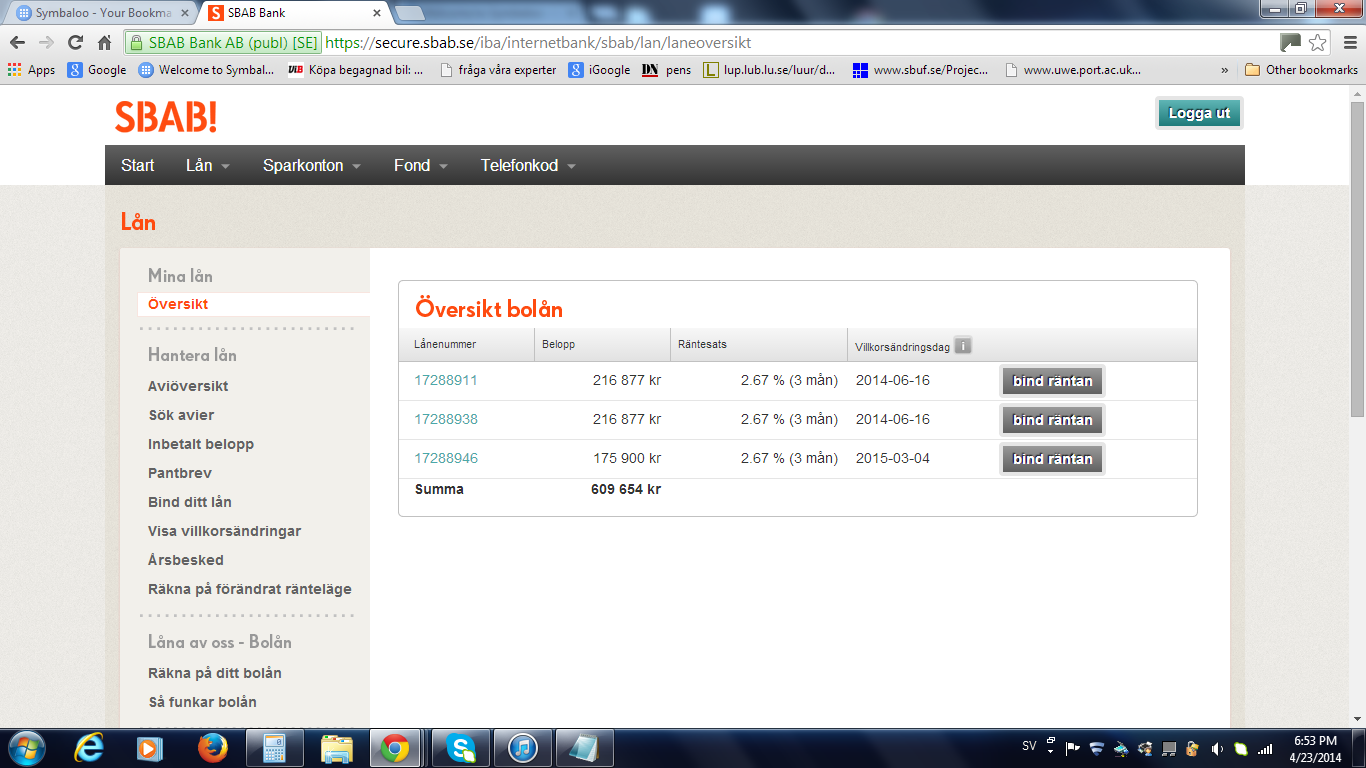 Symbaloo - Your Bookma
SBAB Bank
SBAB Bank AB (publ) [SE] https://secure.sbab.se/iba/internetbank/sbab/lan/laneoversikt
Apps Google Welcome to Symbal... Köpa begagnad bil: ... fråga våra experter iGoogle DN pens L lup.lub.lu.se/luur/d... www.sbuf.se/Projec... www.uwe.port.ac.uk... » Other bookmarks
SBAB!
Logga ut
Start Lån Sparkonton Fond Telefonkod
Lån
Mina lån
Översikt
Hantera lån
Aviöversikt
Sök avier
Inbetalt belopp
Pantbrev
Bind ditt lån
Visa villkorsändringar
Årsbesked
Räkna på förändrat ränteläge
Låna av oss - Bolån
Räkna på ditt bolån
Så funkar bolån
Översikt bolån
Lånenummer Belopp Räntesats Villkorsändringsdag i
17288911 216 877 kr 2.67 % (3 mån) 2014-06-16 bind räntan
17288938 216 877 kr 2.67 % (3 mån) 2014-06-16 bind räntan
17288946 175 900 kr 2.67 % (3 mån) 2015-03-04 bind räntan
Summa 609 654 kr
SV
6:53 PM
4/23/2014